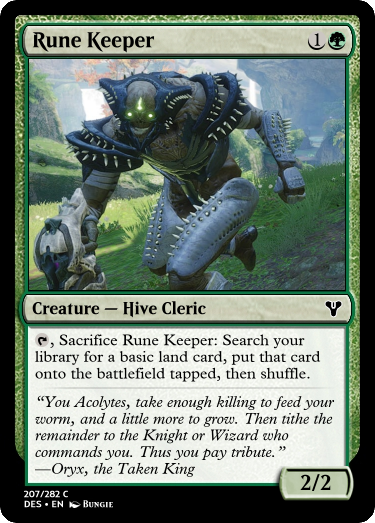 Rune Keeper 1
Creature — Hive Cleric
, Sacrifice Rune Keeper: Search your
library for a basic land card, put that card
onto the battlefield tapped, then shuffle.
“You Acolytes, take enough killing to feed your
worm, and a little more to grow. Then tithe the
remainder to the Knight or Wizard who
commands you. Thus you pay tribute.”
—Oryx, the Taken King
2/2
207/282 C
DES • EN Bungie